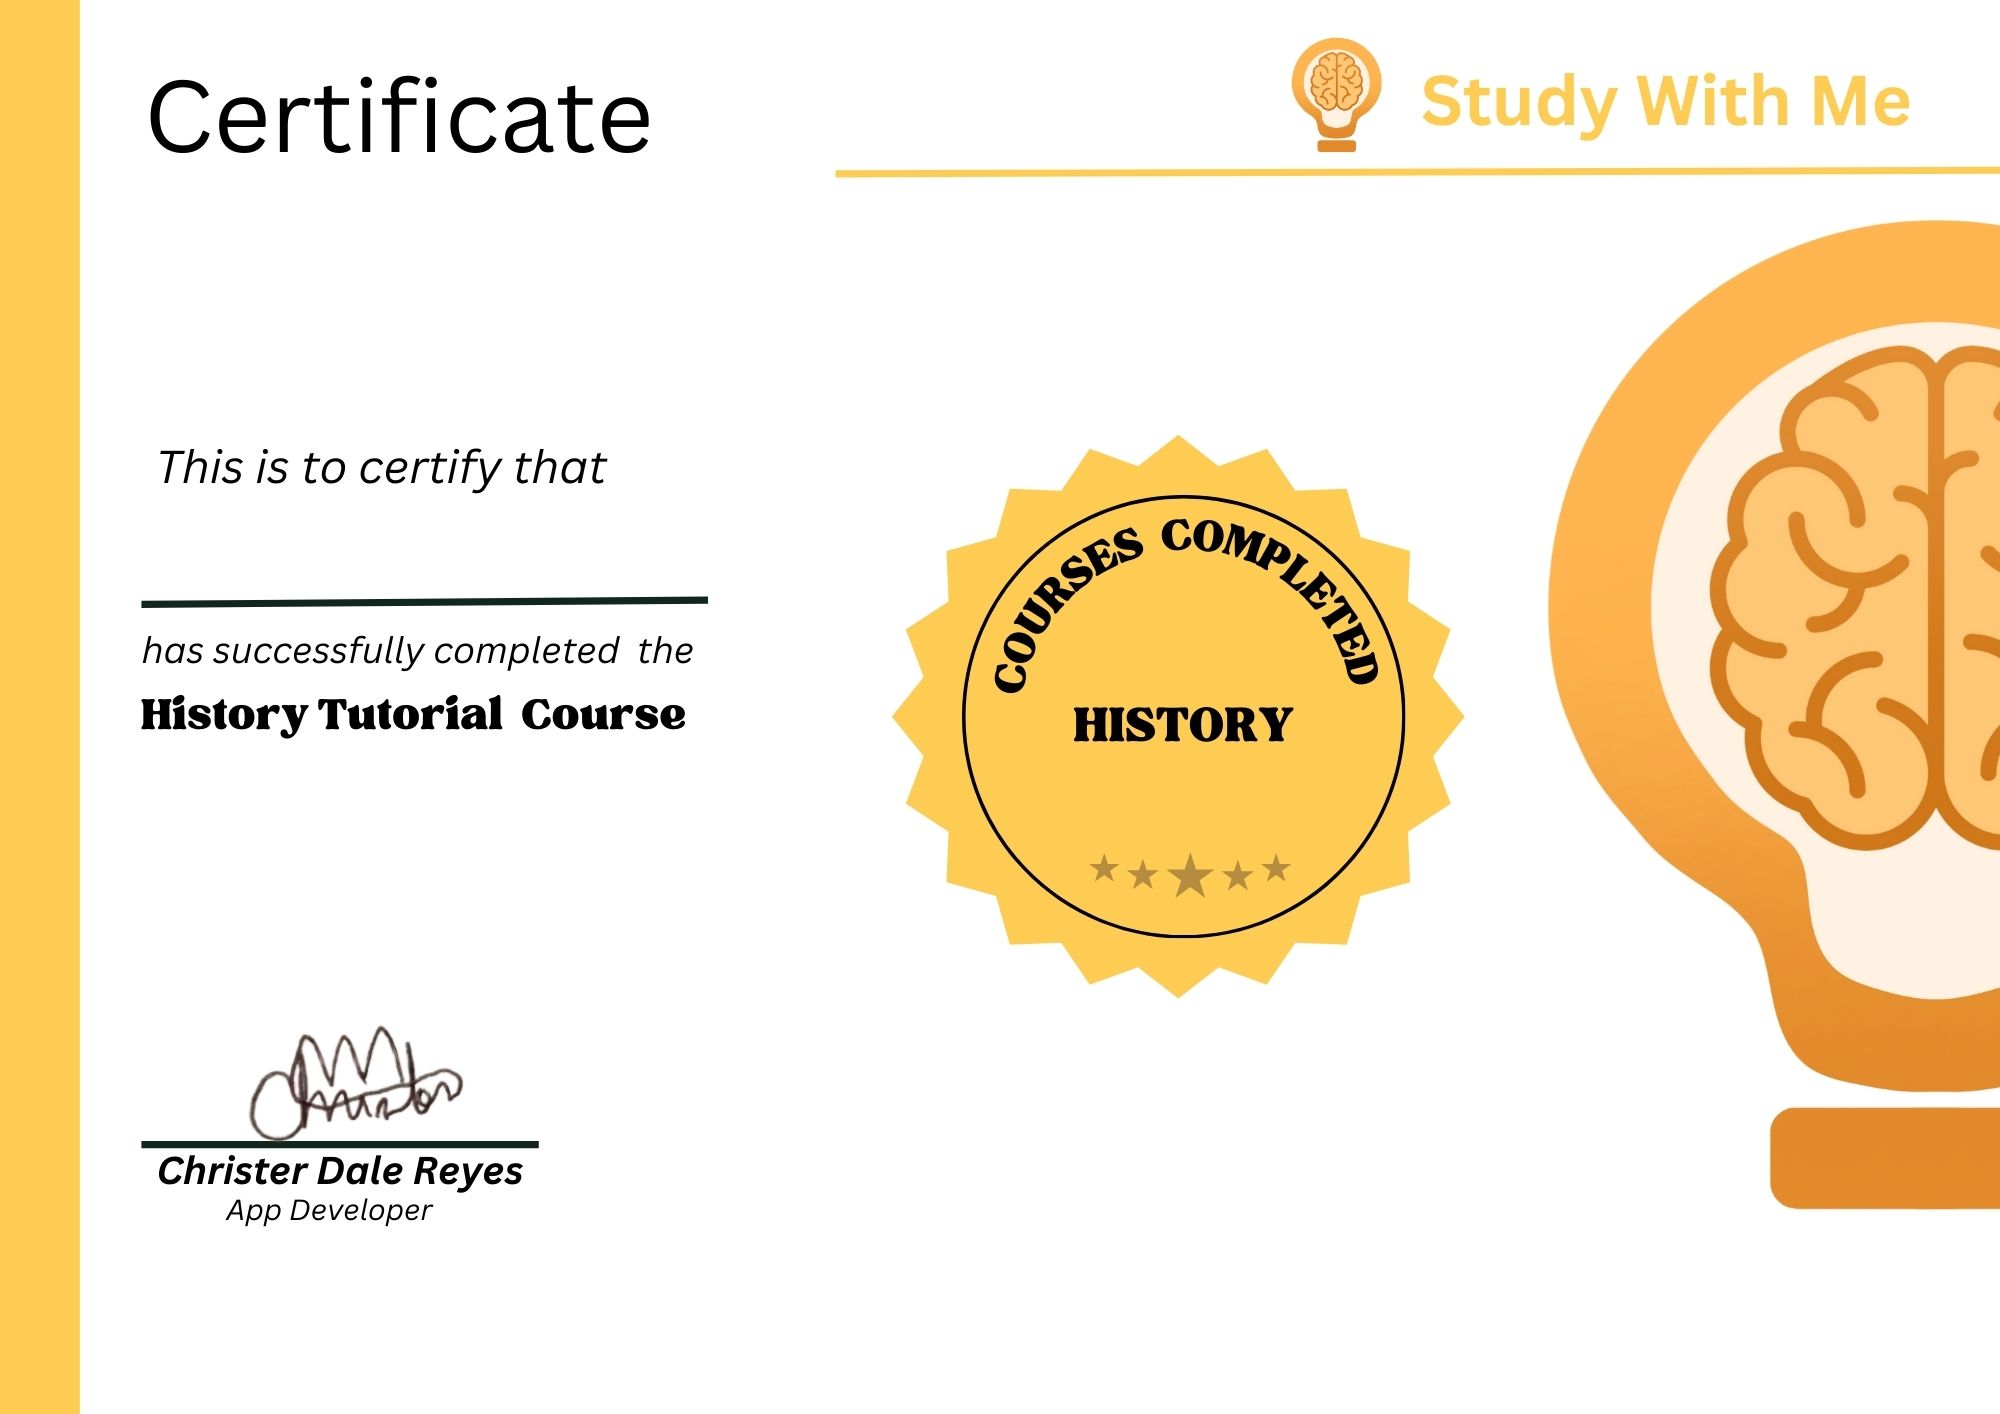 Certificate
Study With Me
This is to certify that
has successfully completed the
History Tutorial Course
COURSES COMPLETED
HISTORY
Christer
Christer Dale Reyes
App Developer